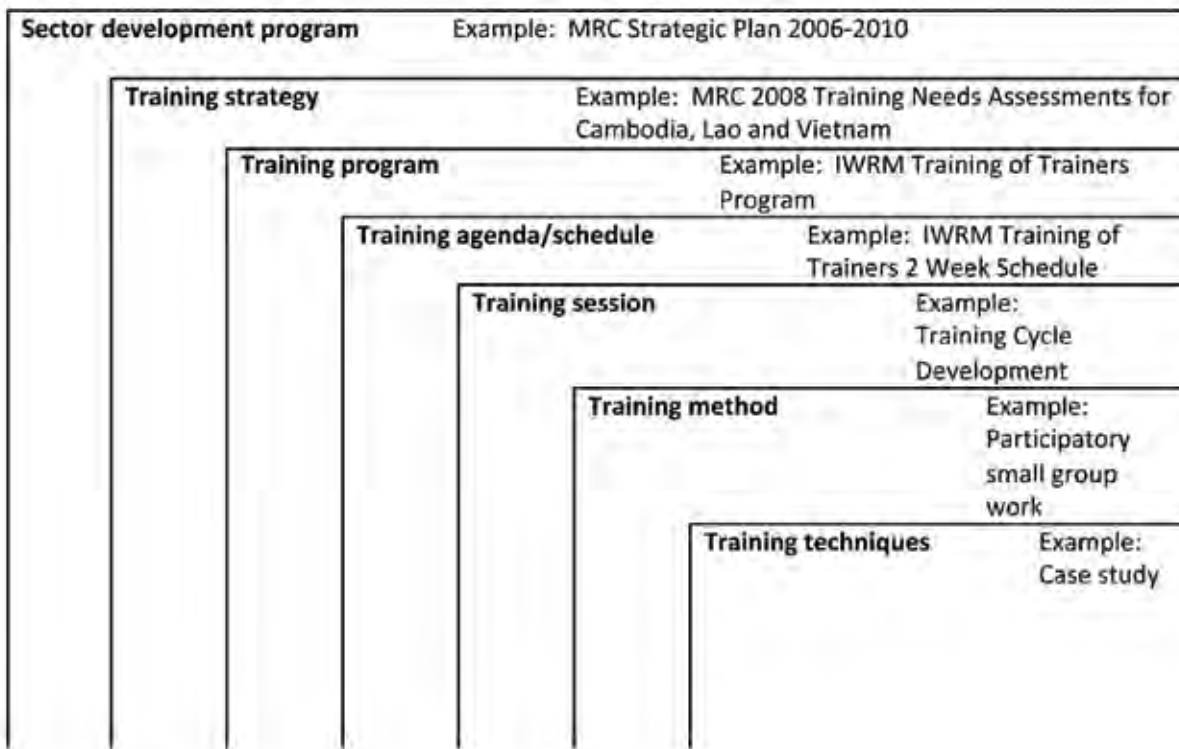 Sector development program Example: MRC Strategic Plan 2006-2010
Training strategy Example: MRC 2008 Training Needs Assessments for
Cambodia, Lao and Vietnam
Training program Example: IWRM Training of Trainers
Program
Training agenda/schedule Example: IWRM Training of
Trainers 2 Week Schedule
Training session Example:
Training Cycle
Development
Training method Example:
Participatory
small group
work
Training techniques Example:
Case study